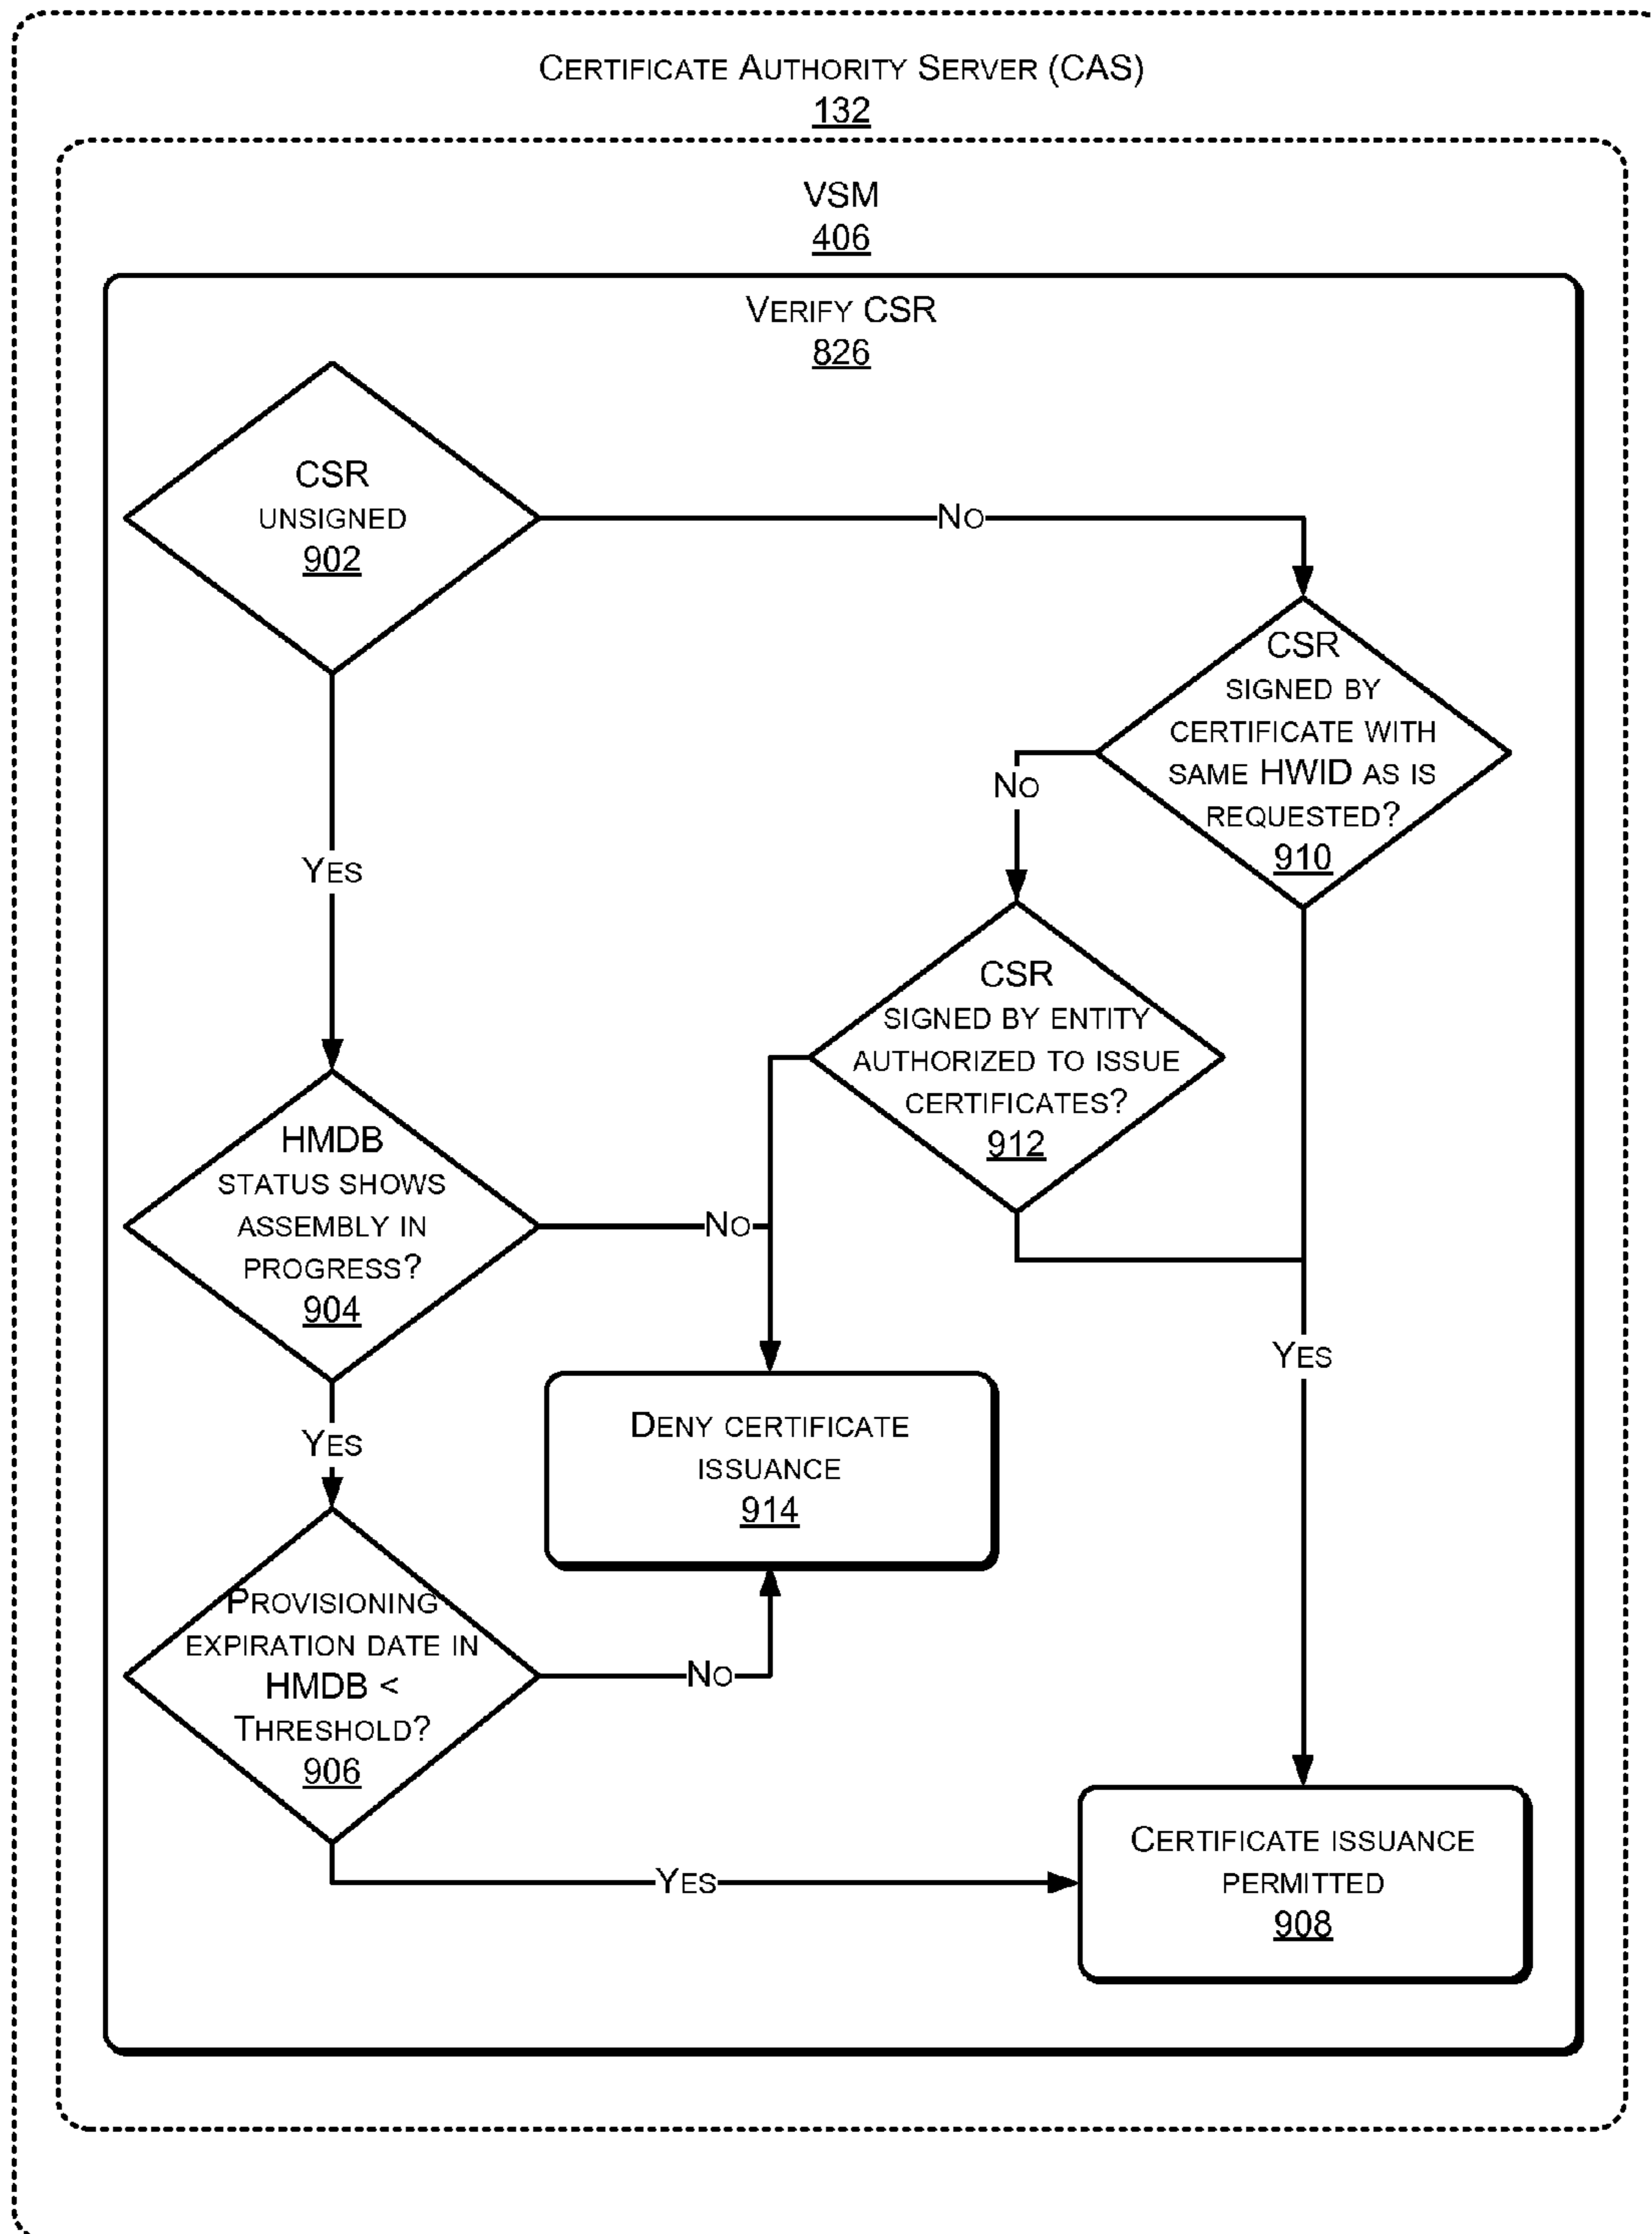 CERTIFICATE AUTHORITY SERVER (CAS)
132
VSM
406
VERIFY CSR
826
CSR
UNSIGNED
902
NO
CSR
SIGNED BY
CERTIFICATE WITH
SAME HWID AS IS
REQUESTED?
910
NO
YES
CSR
SIGNED BY ENTITY
AUTHORIZED TO ISSUE
CERTIFICATES?
912
HMDB
STATUS SHOWS
ASSEMBLY IN
PROGRESS?
904
NO
YES
YES
DENY CERTIFICATE
ISSUANCE
914
PROVISIONING
EXPIRATION DATE IN
HMDB <
THRESHOLD?
906
NO
YES
CERTIFICATE ISSUANCE
PERMITTED
908